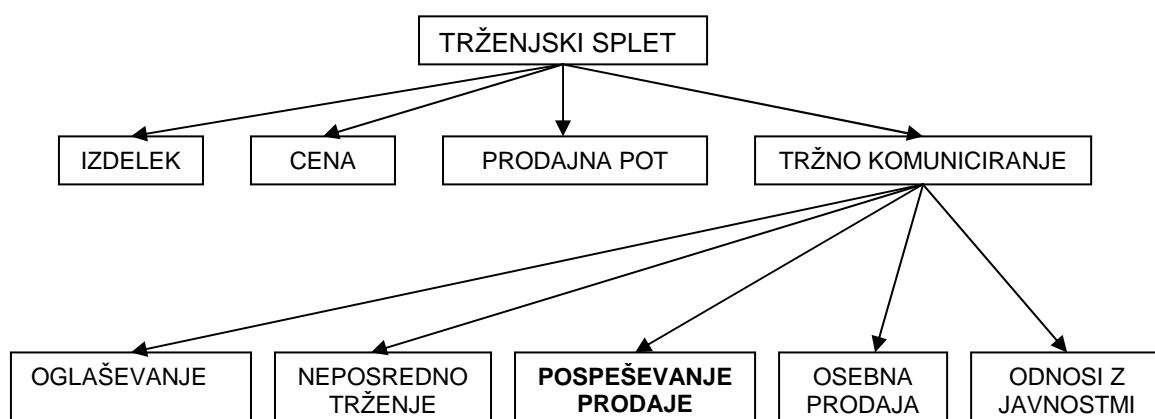 TRŽENJSKI SPLET
IZDELEK
CENA
PRODAJNA POT
TRŽNO KOMUNICIRANJE
OGLAŠEVANJE
NEPOSREDNO
TRŽENJE
POSPEŠEVANJE
PRODAJE
OSEBNA
PRODAJA
ODNOSI Z
JAVNOSTMI